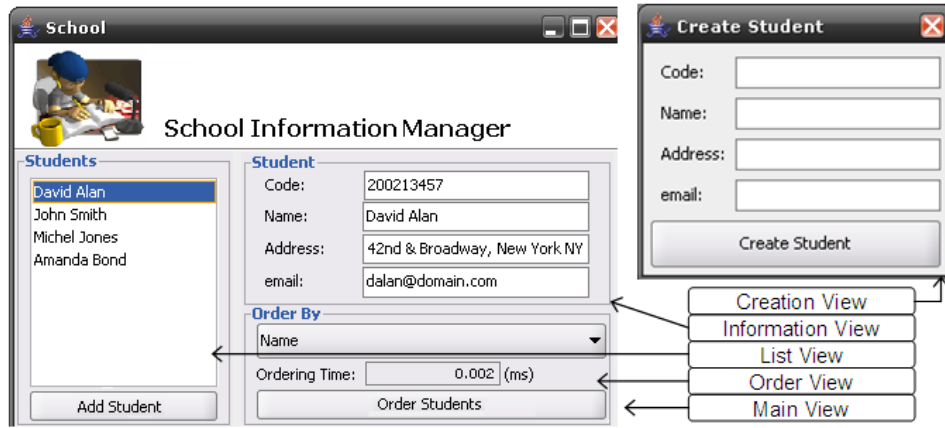 School
School Information Manager
Students
David Alan
John Smith
Michel Jones
Amanda Bond
Add Student
Student
Code: 200213457
Name: David Alan
Address: 42nd & Broadway, New York NY
email: dalan@domain.com
Order By
Name
Ordering Time: 0.002 (ms)
Order Students
Create Student
Code:
Name:
Address:
email:
Create Student
Creation View
Information View
List View
Order View
Main View